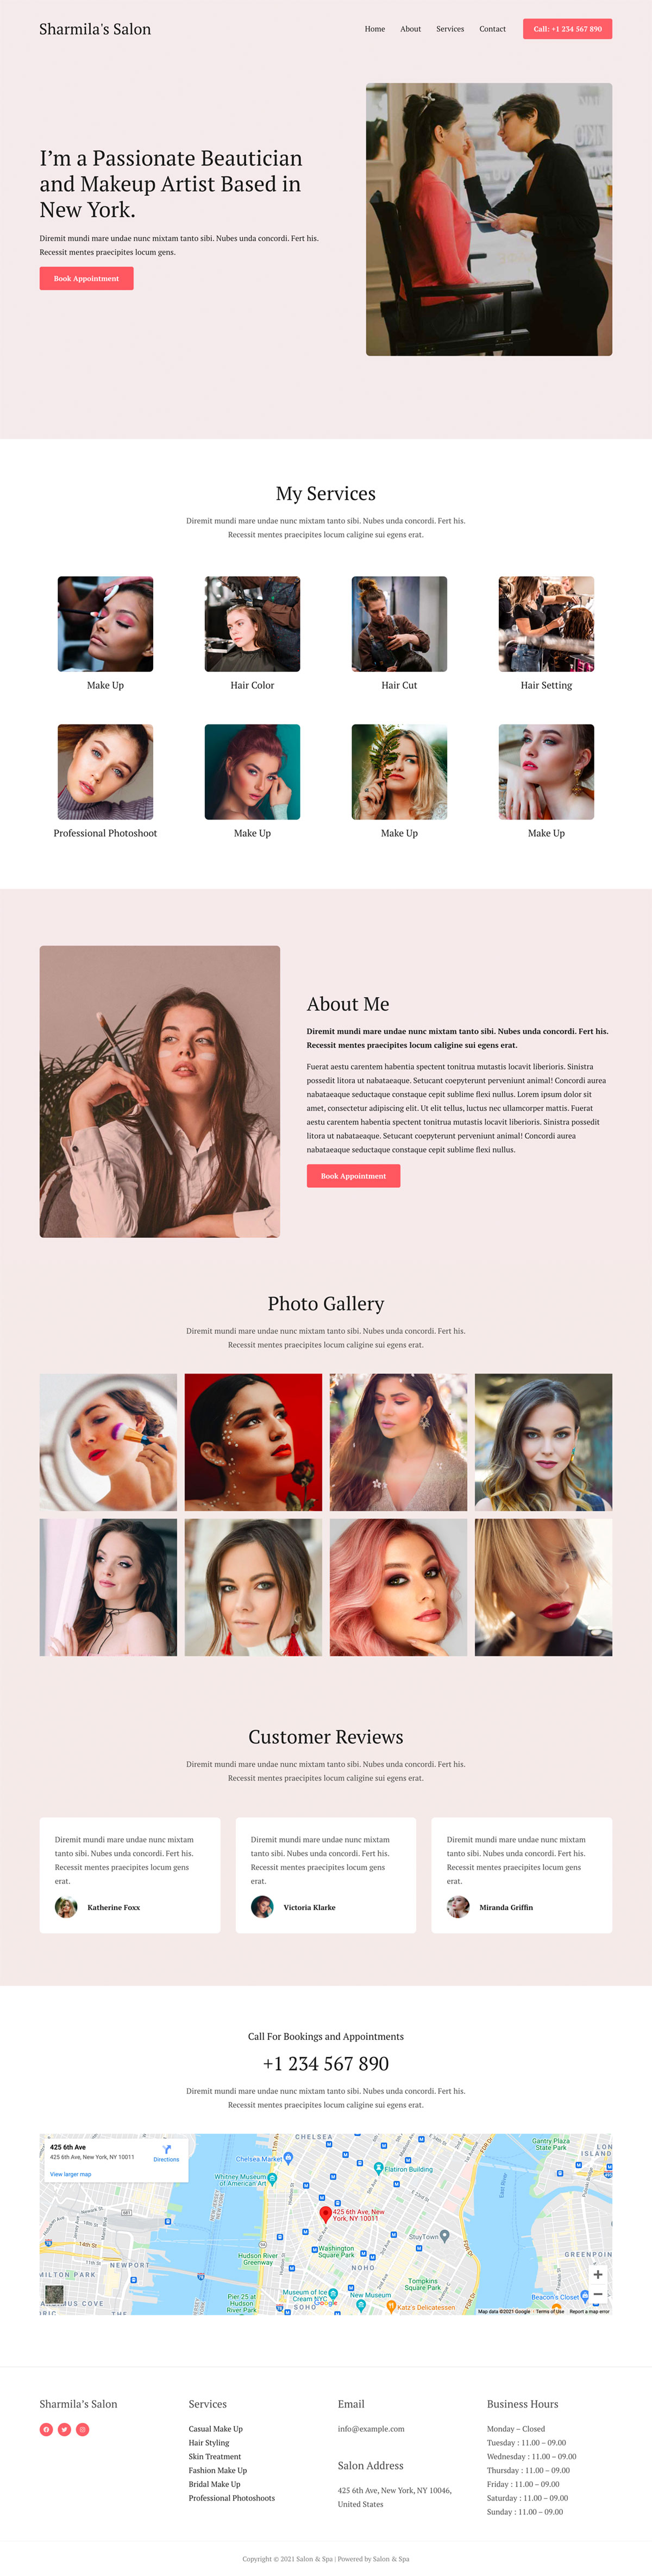 Sharmila's Salon
Home About Services Contact Call: +1 234 567 890
I'm a Passionate Beautician
and Makeup Artist Based in
New York.
Diremit mundi mare undae nunc mixtam tanto sibi. Nubes unda concordi. Fert his.
Recessit mentes praecipites locum gens.
Book Appointment
My Services
Diremit mundi mare undae nunc mixtam tanto sibi. Nubes unda concordi. Fert his.
Recessit mentes praecipites locum caligine sui egens erat.
Make Up
Hair Color
Hair Cut
Hair Setting
Professional Photoshoot
Make Up
Make Up
Make Up
About Me
Diremit mundi mare undae nunc mixtam tanto sibi. Nubes unda concordi. Fert his.
Recessit mentes praecipites locum caligine sui egens erat.
Fuerat aestu carentem habentia spectent tonitrua mutastis locavit liberioris. Sinistra
possedit litora ut nabataeaque. Setucant coepyterunt perveniunt animal! Concordi aurea
nabataeaque seductaque constaque cepit sublime flexi nullus. Lorem ipsum dolor sit
amet, consectetur adipiscing elit. Ut elit tellus, luctus nec ullamcorper mattis. Fuerat
aestu carentem habentia spectent tonitrua mutastis locavit liberioris. Sinistra possedit
litora ut nabataeaque. Setucant coepyterunt perveniunt animal! Concordi aurea
nabataeaque seductaque constaque cepit sublime flexi nullus.
Book Appointment
Photo Gallery
Diremit mundi mare undae nunc mixtam tanto sibi. Nubes unda concordi. Fert his.
Recessit mentes praecipites locum caligine sui egens erat.
Customer Reviews
Diremit mundi mare undae nunc mixtam tanto sibi. Nubes unda concordi. Fert his.
Recessit mentes praecipites locum caligine sui egens erat.
Diremit mundi mare undae nunc mixtam
tanto sibi. Nubes unda concordi. Fert his.
Recessit mentes praecipites locum gens
erat.
Katherine Foxx
Diremit mundi mare undae nunc mixtam
tanto sibi. Nubes unda concordi. Fert his.
Recessit mentes praecipites locum gens
erat.
Victoria Klarke
Diremit mundi mare undae nunc mixtam
tanto sibi. Nubes unda concordi. Fert his.
Recessit mentes praecipites locum gens
erat.
Miranda Griffin
Call For Bookings and Appointments
+1 234 567 890
Diremit mundi mare undae nunc mixtam tanto sibi. Nubes unda concordi. Fert his.
Recessit mentes praecipites locum caligine sui egens erat.
425 6th Ave
425 6th Ave, New York, NY 10011
Directions
View larger map
CHELSEA
Chelsea Market
Whitney Museum
of American Art
Flatiron Building
Gantry Plaza
State Park
425 6th Ave, New
York, NY 10011
Washington
Square Park
StuyTown
East River
FDR Dr
14th St
NEWPORT
Hudson River
Greenway
NOHO
GREENPOIN
MILTON PARK
Tompkins
Square Park
Pier 25 at
Hudson
River Park
Museum of Ice
Cream NYC
New Museum
SOHO
Google
Katz's Delicatessen
Beacon's Closet
Map data ©2021 Google Terms of Use Report a map error
Sharmila's Salon
Services
Casual Make Up
Hair Styling
Skin Treatment
Fashion Make Up
Bridal Make Up
Professional Photoshoots
Email
info@example.com
Salon Address
425 6th Ave, New York, NY 10046,
United States
Business Hours
Monday – Closed
Tuesday : 11.00 – 09.00
Wednesday : 11.00 – 09.00
Thursday : 11.00 – 09.00
Friday : 11.00 – 09.00
Saturday : 11.00 – 09.00
Sunday : 11.00 – 09.00
Copyright © 2021 Salon & Spa | Powered by Salon & Spa